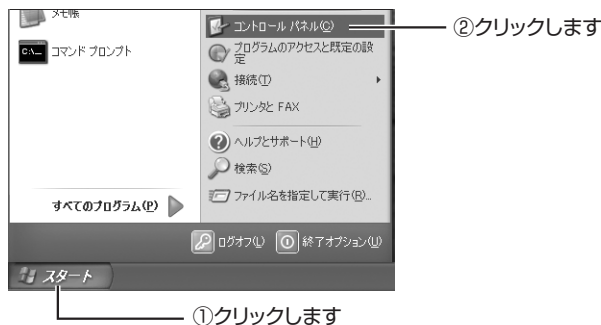 メモ帳
コントロール パネル(C)
②クリックします
C:\_
コマンド プロンプト
プログラムのアクセスと既定の設
定
接続(T)
プリンタと FAX
ヘルプとサポート(H)
検索(S)
すべてのプログラム(P)
ファイル名を指定して実行(R)...
ログオフ(L)
終了オプション(U)
スタート
①クリックします